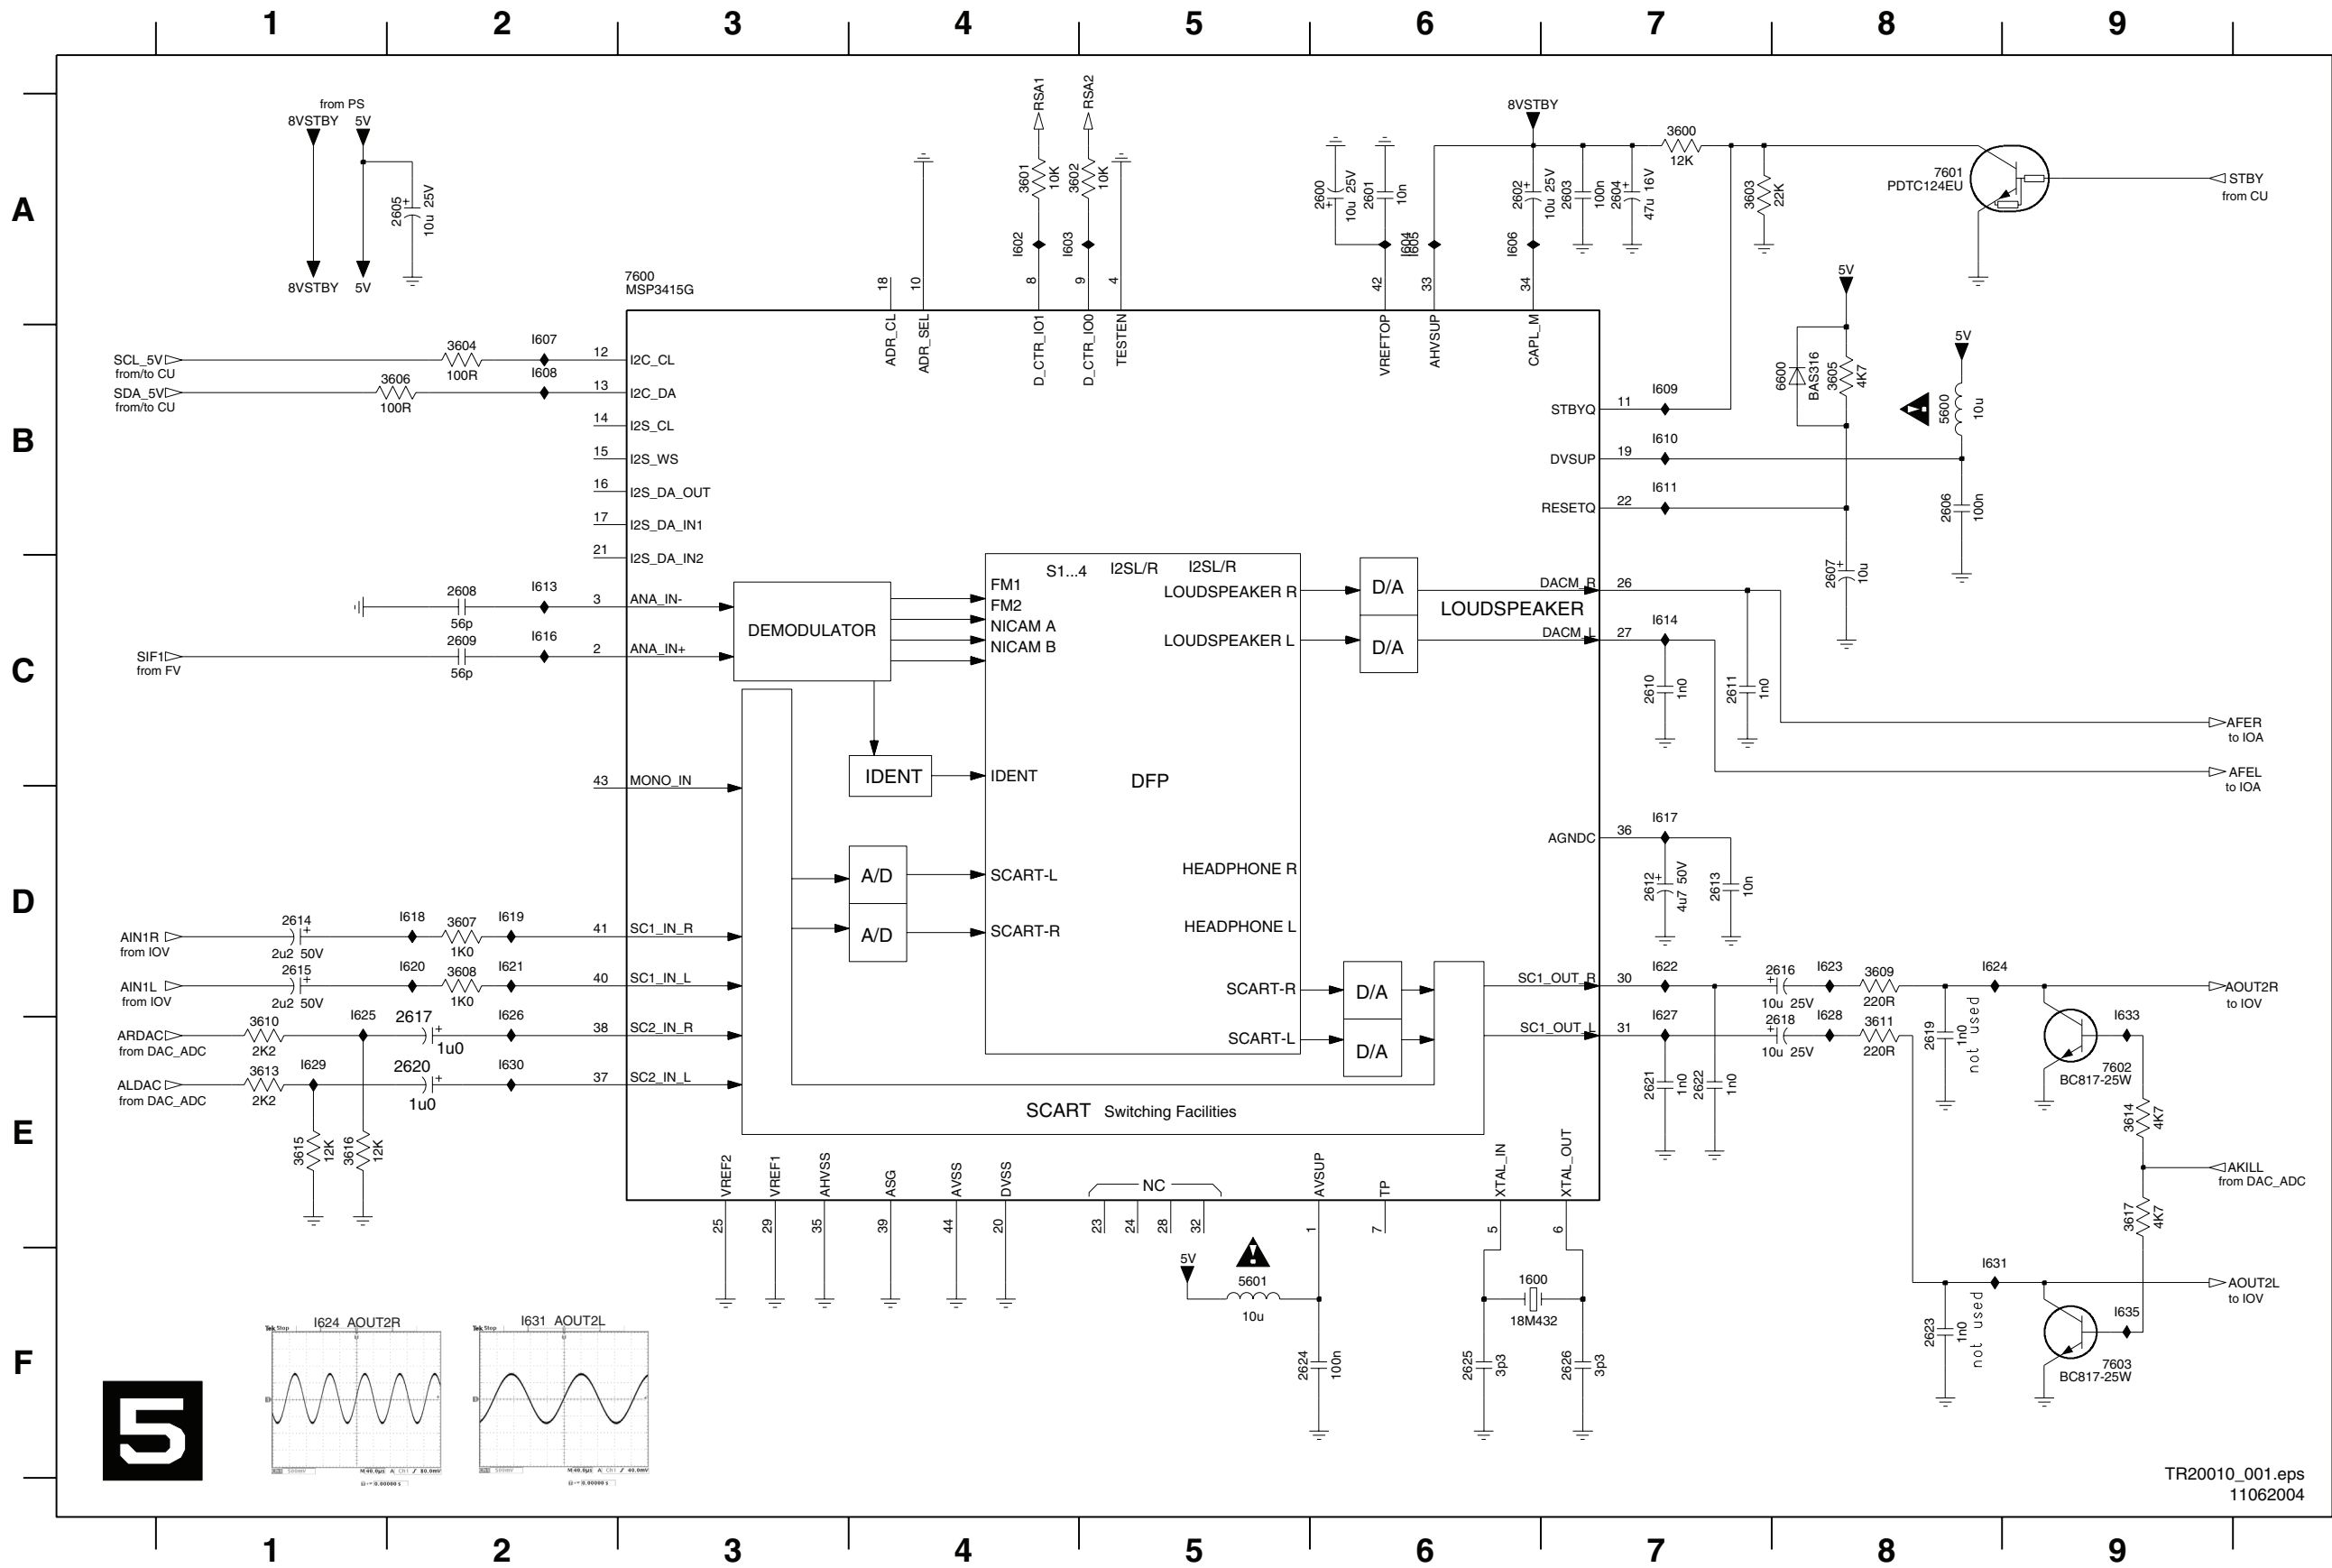 1 2 3 4 5 6 7 8 9
A
B
C
D
E
F
from PS
8VSTBY 5V
2605
+
10u 25V
8VSTBY 5V
RSA1
RSA2
3601
10K
3602
10K
I602
I603
18
10
8
9
4
2600
+
10u 25V
2601
10n
I604
I605
I606
42
33
34
8VSTBY
2602
+
10u 25V
2603
100n
2604
+
47u 16V
3600
12K
3603
22K
7601
PDTC124EU
STBY
from CU
7600
MSP3415G
ADR_CL
ADR_SEL
D_CTR_IO1
D_CTR_IO0
TESTEN
VREFTOP
AHVSUP
CAPL_M
SCL_5V
from/to CU
3604
100R
I607
12
I2C_CL
SDA_5V
from/to CU
3606
100R
I608
13
I2C_DA
14
I2S_CL
15
I2S_WS
16
I2S_DA_OUT
17
I2S_DA_IN1
21
I2S_DA_IN2
STBYQ
11
I609
DVSUP
19
I610
RESETQ
22
I611
5V
6600
BAS316
3605
4K7
5V
5600
10u
2606
100n
2607
+
10u
2608
56p
I613
3
ANA_IN-
SIF1
from FV
2609
56p
I616
2
ANA_IN+
DEMODULATOR
FM1
FM2
NICAM A
NICAM B
S1...4
I2SL/R
I2SL/R
LOUDSPEAKER R
LOUDSPEAKER L
D/A
D/A
DACM_R
26
LOUDSPEAKER
DACM_L
27
I614
2610
1n0
2611
1n0
AFER
to IOA
AFEL
to IOA
43
MONO_IN
IDENT
IDENT
DFP
AGNDC
36
I617
2612
+
4u7 50V
2613
10n
A/D
A/D
SCART-L
SCART-R
HEADPHONE R
HEADPHONE L
AIN1R
from IOV
2614
+
2u2 50V
I618
3607
1K0
I619
41
SC1_IN_R
AIN1L
from IOV
2615
+
2u2 50V
I620
3608
1K0
I621
40
SC1_IN_L
ARDAC
from DAC_ADC
3610
2K2
I625
2617
+
1u0
I626
38
SC2_IN_R
ALDAC
from DAC_ADC
3613
2K2
I629
2620
+
1u0
I630
37
SC2_IN_L
3615
12K
3616
12K
SCART-R
SCART-L
D/A
D/A
SC1_OUT_R
30
I622
2616
+
10u 25V
I623
3609
220R
I624
AOUT2R
to IOV
SC1_OUT_L
31
I627
2618
+
10u 25V
I628
3611
220R
2619
1n0
not used
I633
7602
BC817-25W
2621
1n0
2622
1n0
3614
4K7
AKILL
from DAC_ADC
3617
4K7
SCART Switching Facilities
VREF2
VREF1
AHVSS
ASG
AVSS
DVSS
NC
AVSUP
TP
XTAL_IN
XTAL_OUT
25
29
35
39
44
20
23
24
28
32
1
7
5
6
5V
5601
10u
2624
100n
1600
18M432
2625
3p3
2626
3p3
I631
AOUT2L
to IOV
2623
1n0
not used
I635
7603
BC817-25W
5
I624 AOUT2R
I631 AOUT2L
Tek Stop
Tek Stop
TR20010_001.eps
11062004
1 2 3 4 5 6 7 8 9